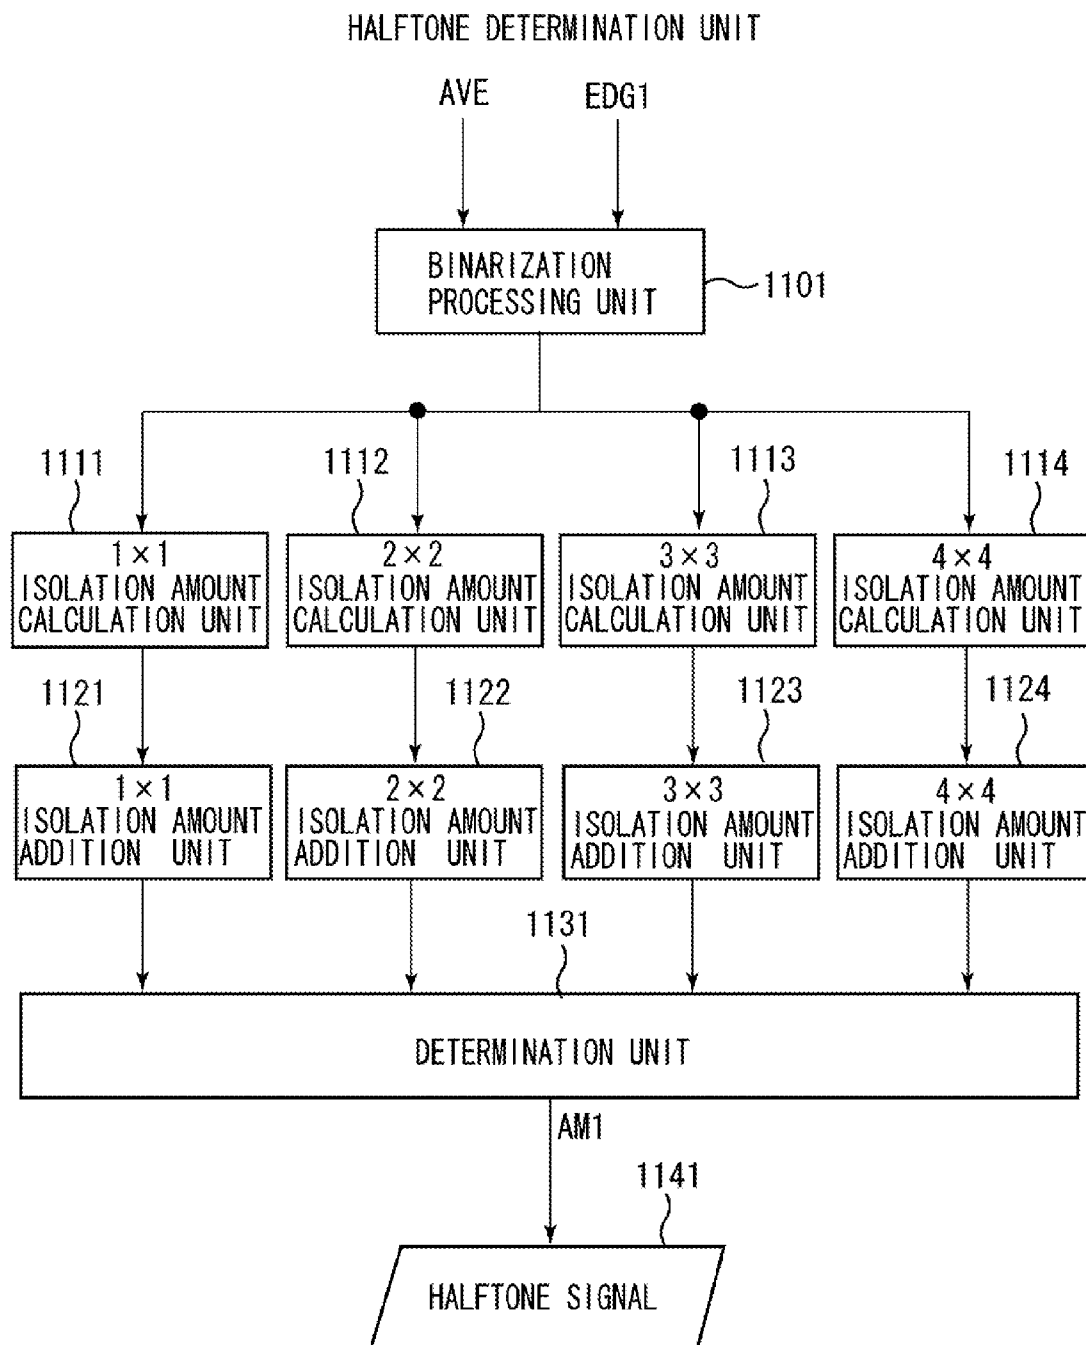 HALFTONE DETERMINATION UNIT
AVE
EDG1
BINARIZATION
PROCESSING UNIT
1101
1111
1112
1113
1114
1×1
ISOLATION AMOUNT
CALCULATION UNIT
2×2
ISOLATION AMOUNT
CALCULATION UNIT
3×3
ISOLATION AMOUNT
CALCULATION UNIT
4×4
ISOLATION AMOUNT
CALCULATION UNIT
1121
1122
1123
1124
1×1
ISOLATION AMOUNT
ADDITION UNIT
2×2
ISOLATION AMOUNT
ADDITION UNIT
3×3
ISOLATION AMOUNT
ADDITION UNIT
4×4
ISOLATION AMOUNT
ADDITION UNIT
1131
DETERMINATION UNIT
AM1
1141
HALFTONE SIGNAL